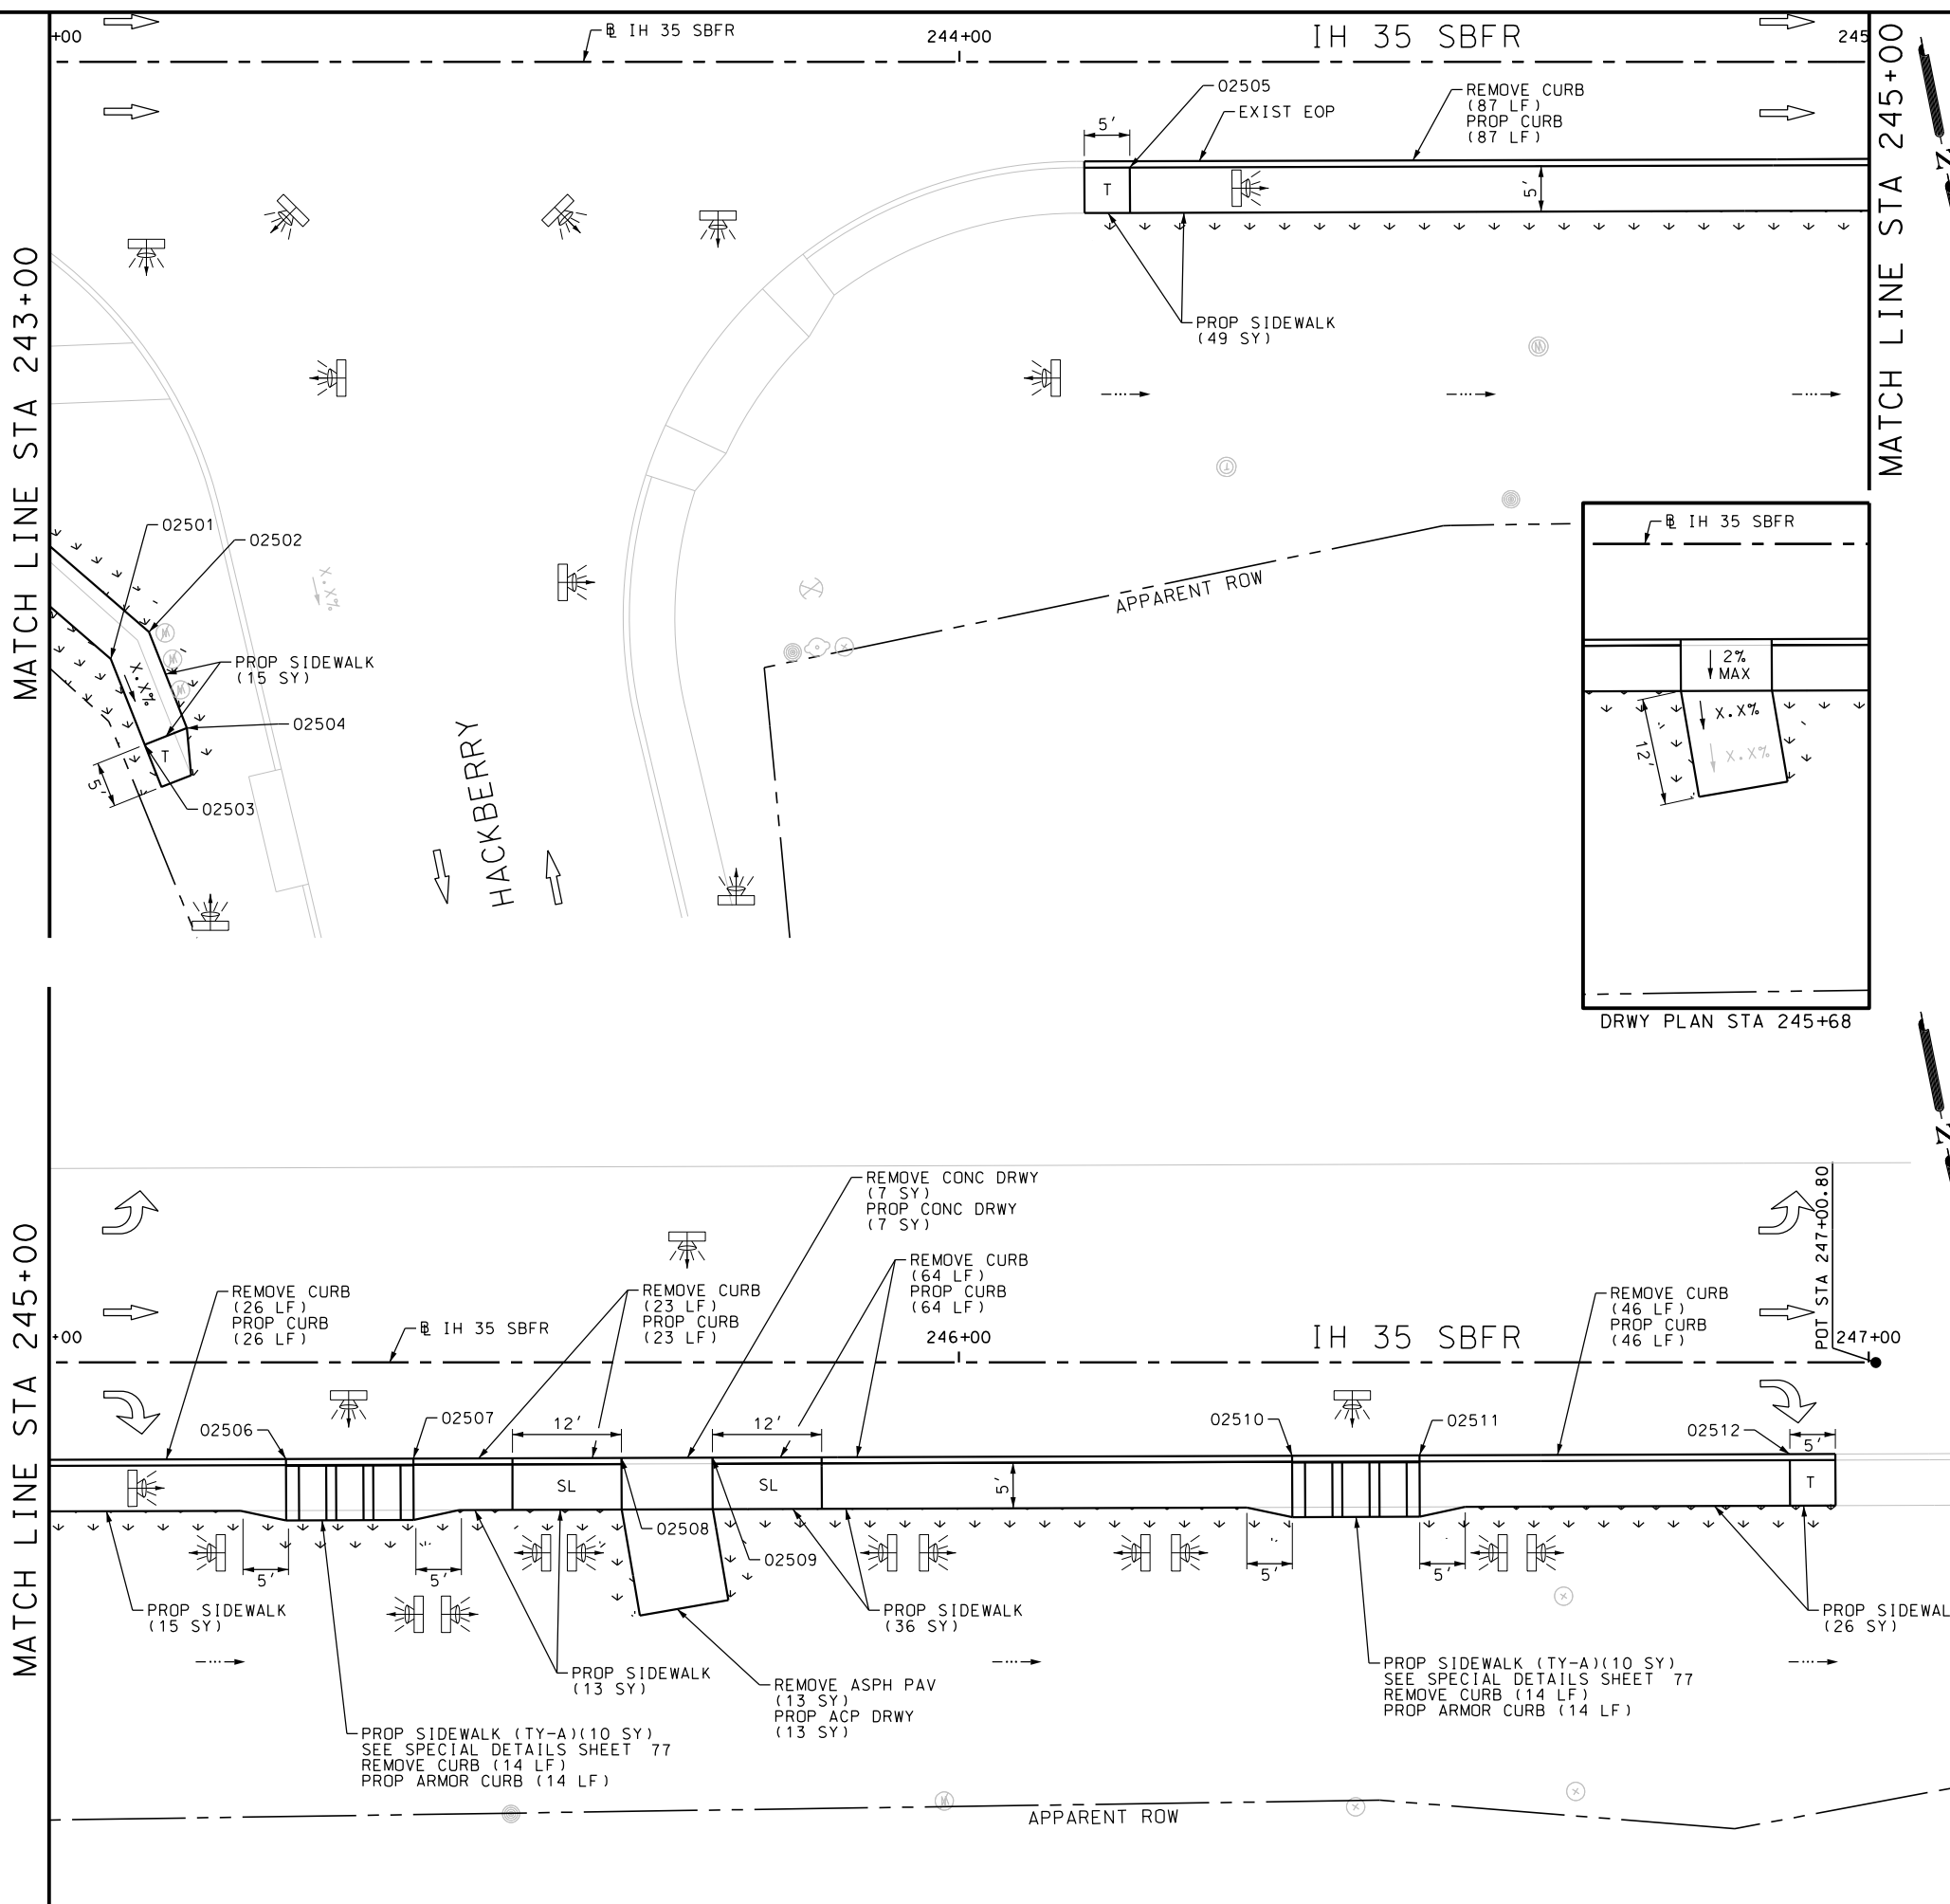 +00
℄ IH 35 SBFR
244+00
IH 35 SBFR
245
MATCH LINE STA 243+00
MATCH LINE STA 245+00
N
02505
EXIST EOP
REMOVE CURB
(87 LF)
PROP CURB
(87 LF)
5'
T
5'
PROP SIDEWALK
(49 SY)
W
T
02501
02502
X.X%
W
W
W
X.X%
PROP SIDEWALK
(15 SY)
02504
T
5'
02503
HACKBERRY
APPARENT ROW
℄ IH 35 SBFR
2%
MAX
X.X%
X.X%
12'
DRWY PLAN STA 245+68
N
MATCH LINE STA 245+00
REMOVE CONC DRWY
(7 SY)
PROP CONC DRWY
(7 SY)
REMOVE CURB
(26 LF)
PROP CURB
(26 LF)
REMOVE CURB
(23 LF)
PROP CURB
(23 LF)
REMOVE CURB
(64 LF)
PROP CURB
(64 LF)
REMOVE CURB
(46 LF)
PROP CURB
(46 LF)
POT STA 247+00.80
+00
℄ IH 35 SBFR
246+00
IH 35 SBFR
247+00
02506
02507
12'
12'
02510
02511
02512
5'
SL
SL
5'
T
02508
02509
5'
5'
5'
5'
PROP SIDEWALK
(15 SY)
PROP SIDEWALK
(36 SY)
PROP SIDEWAL
(26 SY)
PROP SIDEWALK
(13 SY)
REMOVE ASPH PAV
(13 SY)
PROP ACP DRWY
(13 SY)
PROP SIDEWALK (TY-A)(10 SY)
SEE SPECIAL DETAILS SHEET 77
REMOVE CURB (14 LF)
PROP ARMOR CURB (14 LF)
PROP SIDEWALK (TY-A)(10 SY)
SEE SPECIAL DETAILS SHEET 77
REMOVE CURB (14 LF)
PROP ARMOR CURB (14 LF)
W
APPARENT ROW